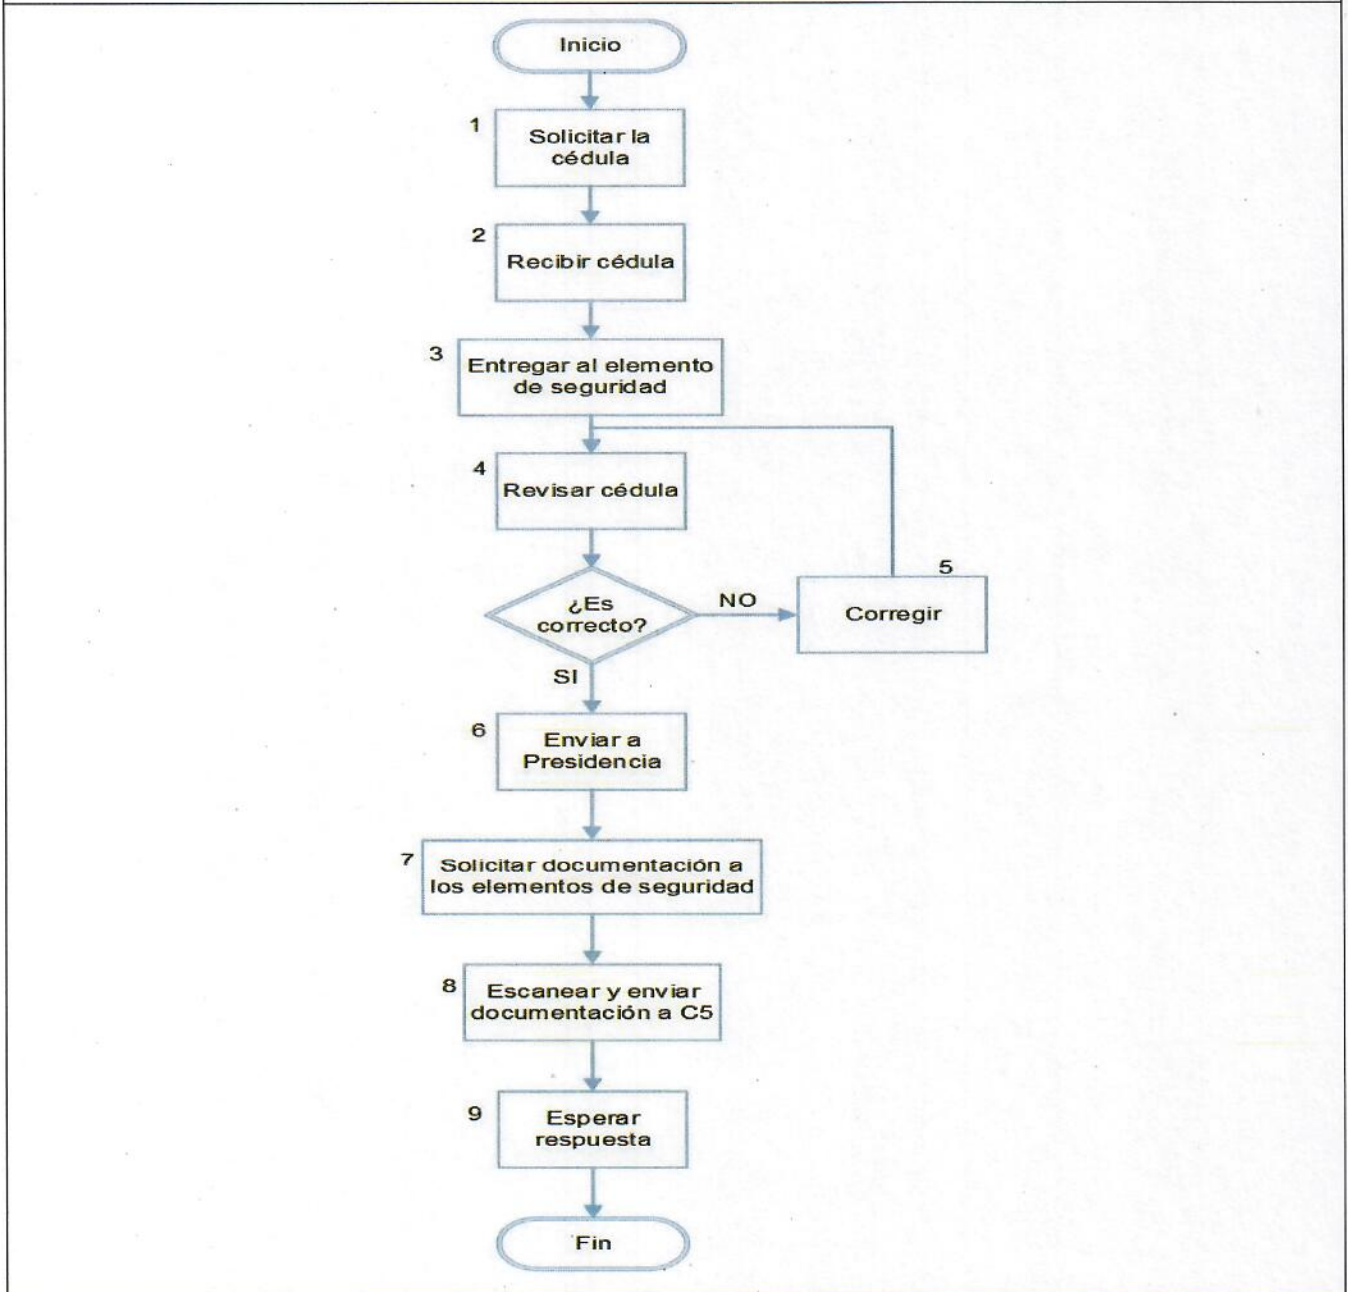 Inicio
1
Solicitar la
cédula
2
Recibir cédula
3
Entregar al elemento
de seguridad
4
Revisar cédula
¿Es
correcto?
NO
5
Corregir
SI
6
Enviar a
Presidencia
7
Solicitar documentación a
los elementos de seguridad
8
Escanear y enviar
documentación a C5
9
Esperar
respuesta
Fin